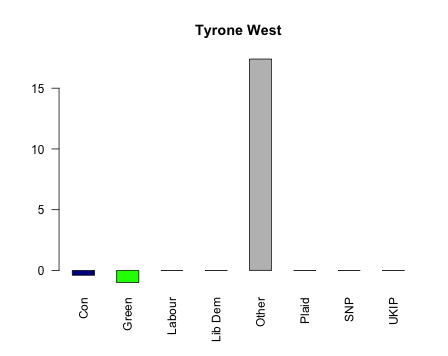 Tyrone West
15
10
5
0
Con
Green
Labour
Lib Dem
Other
Plaid
SNP
UKIP